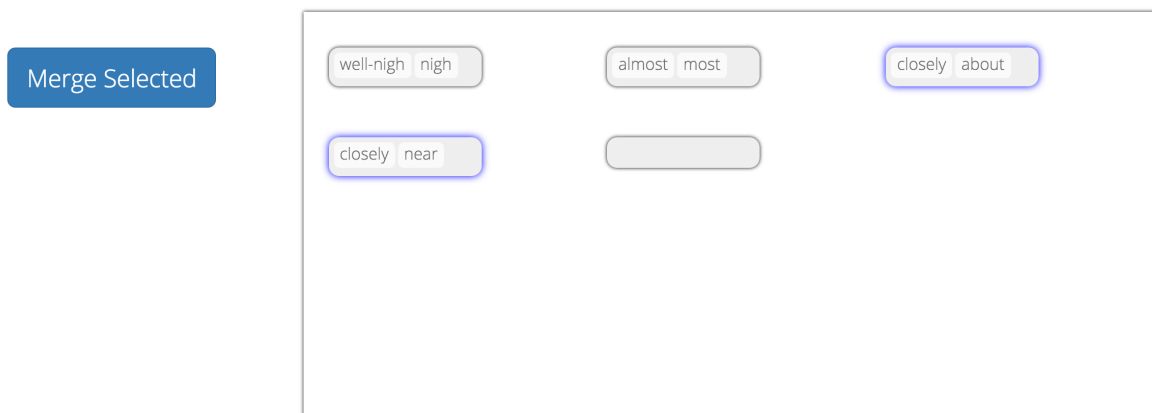 Merge Selected
well-nigh nigh
almost most
closely about
closely near